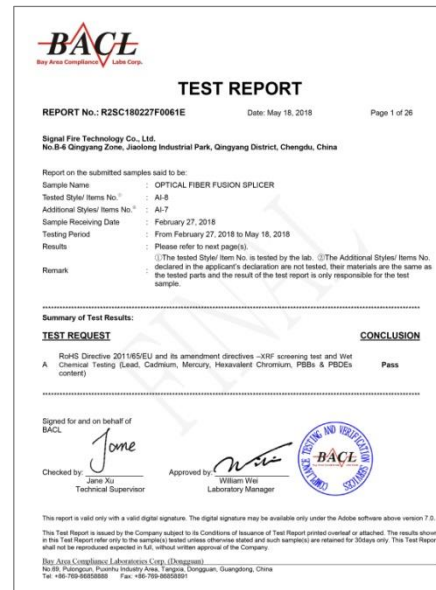 BACL
Bay Area Compliance Labs Corp.
TEST REPORT
REPORT No.: R2SC180227F0061E Date: May 18, 2018 Page 1 of 26
Signal Fire Technology Co., Ltd.
No.B-6 Qingyang Zone, Jiaolong Industrial Park, Qingyang District, Chengdu, China
Report on the submitted samples said to be:
Sample Name : OPTICAL FIBER FUSION SPLICER
Tested Style/ Items No.① : AI-8
Additional Styles/ Items No.② : AI-7
Sample Receiving Date : February 27, 2018
Testing Period : From February 27, 2018 to May 18, 2018
Results : Please refer to next page(s).
①The tested Style/ Item No. is tested by the lab. ②The Additional Styles/ Items No.
Remark : declared in the applicant's declaration are not tested, their materials are the same as
the tested parts and the result of the test report is only responsible for the test
sample.
Summary of Test Results:
TEST REQUEST CONCLUSION
RoHS Directive 2011/65/EU and its amendment directives –XRF screening test and Wet
A Chemical Testing (Lead, Cadmium, Mercury, Hexavalent Chromium, PBBs & PBDEs Pass
content)
FINAL
Signed for and on behalf of
BACL
Jane
Checked by: Approved by:
Jane Xu William Wei
Technical Supervisor Laboratory Manager
COMPLIANCE TESTING AND VERIFICATION SERVICES
BACL
This report is valid only with a valid digital signature. The digital signature may be available only under the Adobe software above version 7.0.
This Test Report is issued by the Company subject to its Conditions of Issuance of Test Report printed overleaf or attached. The results shown
in this Test Report refer only to the sample(s) tested unless otherwise stated and such sample(s) are retained for 30days only. This Test Report
shall not be reproduced expected in full, without written approval of the Company.
Bay Area Compliance Laboratories Corp. (Dongguan)
No.69, Pulongcun, Puxinhu Industry Area, Tangxia, Dongguan, Guangdong, China
Tel: +86-769-86858888 Fax: +86-769-86858891